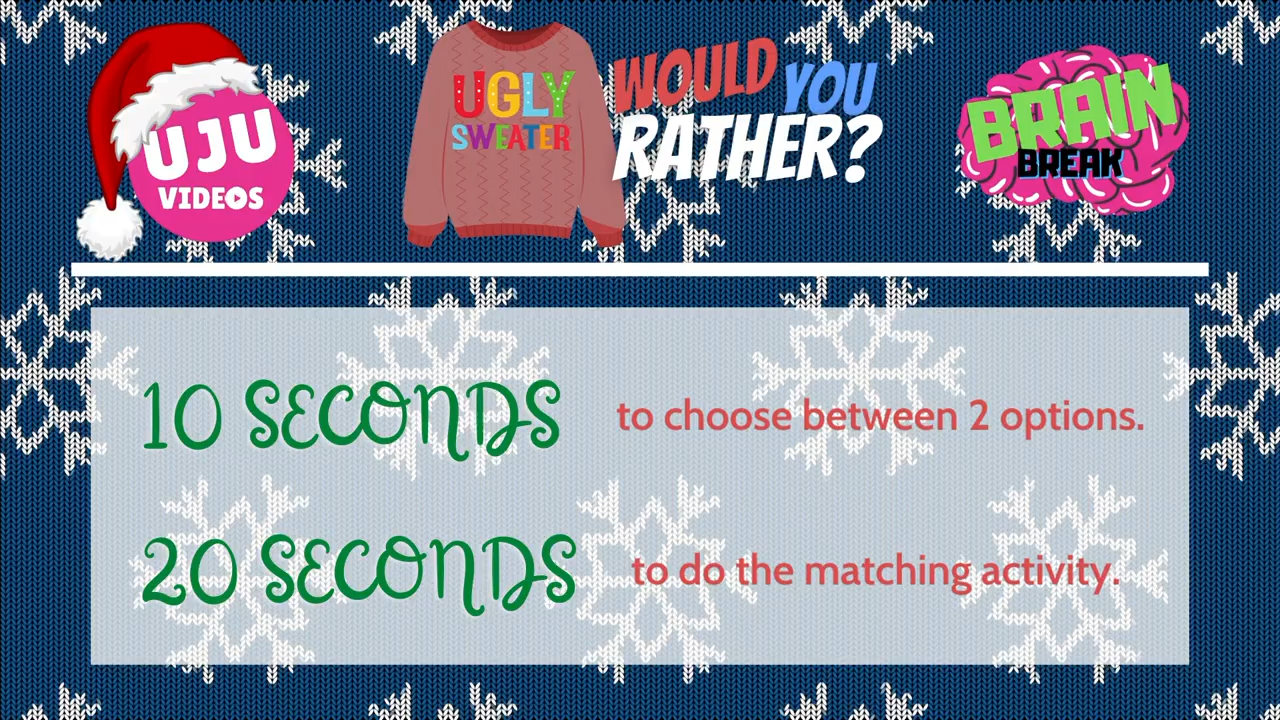 UJU
VIDEOS
UGLY
SWEATER
WOULD YOU
RATHER?
BRAIN
BREAK
10 SECONDS to choose between 2 options.
20 SECONDS to do the matching activity.